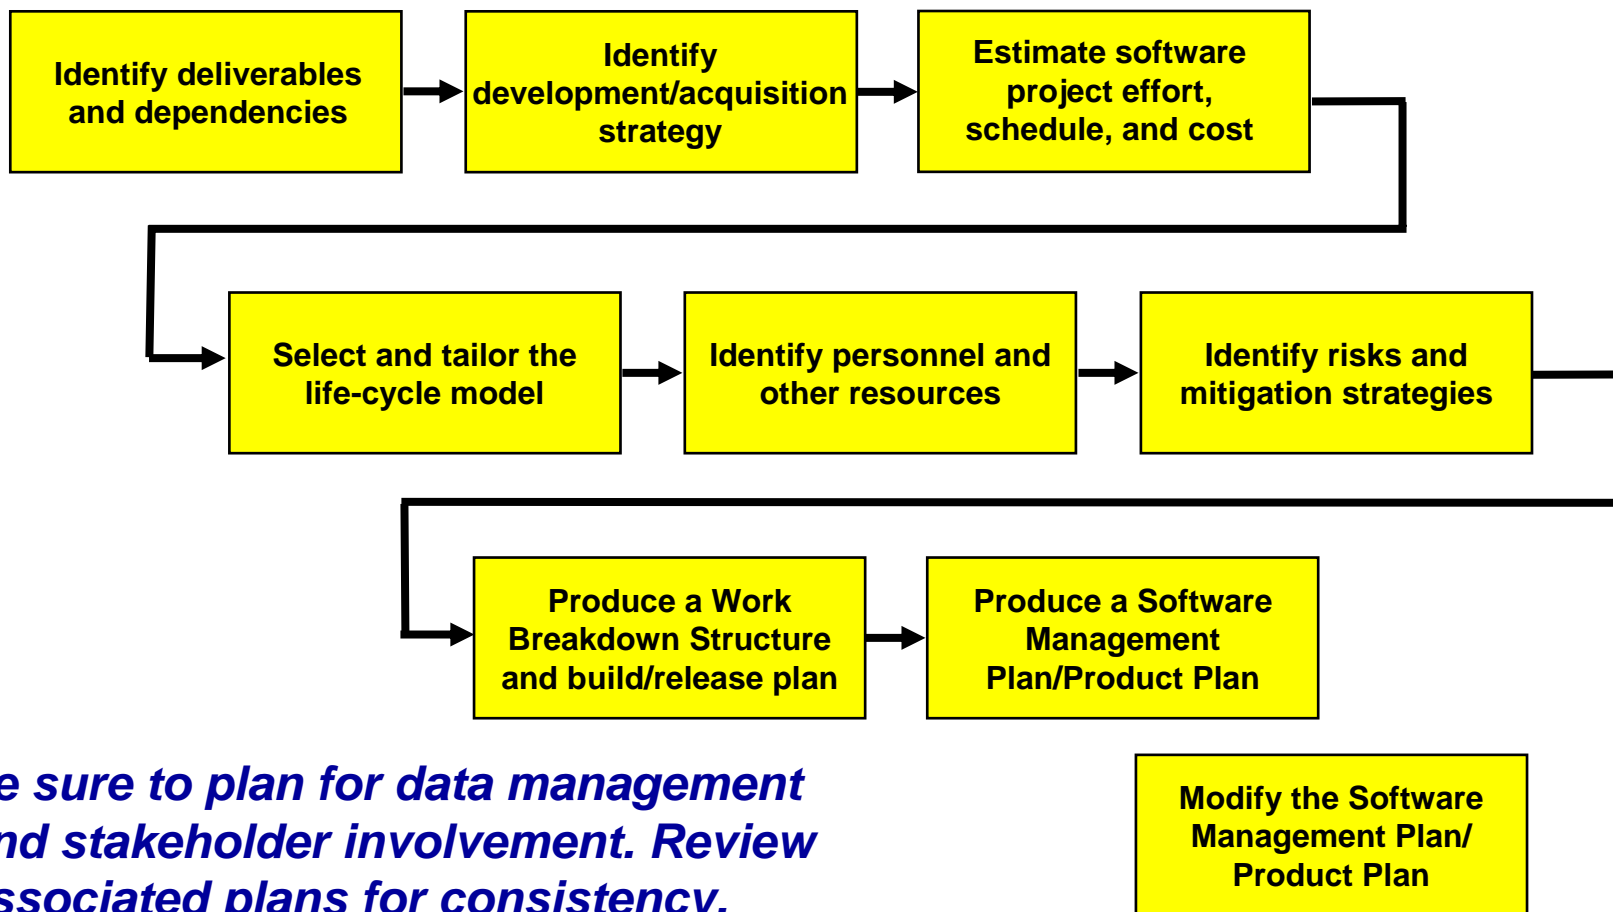 Identify deliverables
and dependencies
Identify
development/acquisition
strategy
Estimate software
project effort,
schedule, and cost
Select and tailor the
life-cycle model
Identify personnel and
other resources
Identify risks and
mitigation strategies
Produce a Work
Breakdown Structure
and build/release plan
Produce a Software
Management
Plan/Product Plan
e sure to plan for data management
nd stakeholder involvement. Review
ssociated plans for consistency.
Modify the Software
Management Plan/
Product Plan